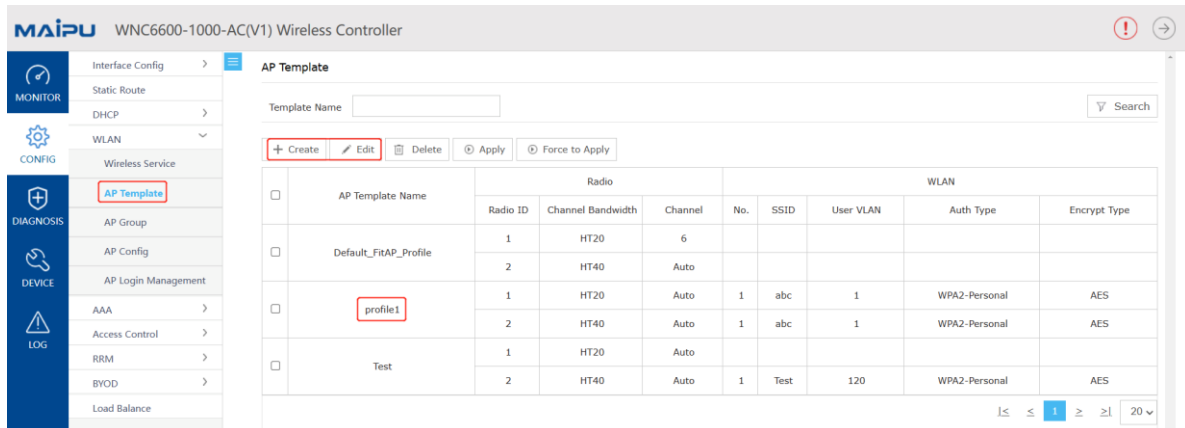 MAIPU WNC6600-1000-AC(V1) Wireless Controller
MONITOR
CONFIG
DIAGNOSIS
DEVICE
LOG
Interface Config
Static Route
DHCP
WLAN
Wireless Service
AP Template
AP Group
AP Config
AP Login Management
AAA
Access Control
RRM
BYOD
Load Balance
AP Template
Template Name Search
+ Create Edit Delete Apply Force to Apply
AP Template Name Radio WLAN
Radio ID Channel Bandwidth Channel No. SSID User VLAN Auth Type Encrypt Type
Default_FitAP_Profile
1 HT20 6
2 HT40 Auto
profile1
1 HT20 Auto 1 abc 1 WPA2-Personal AES
2 HT40 Auto 1 abc 1 WPA2-Personal AES
Test
1 HT20 Auto
2 HT40 Auto 1 Test 120 WPA2-Personal AES
|< < 1 > >| 20